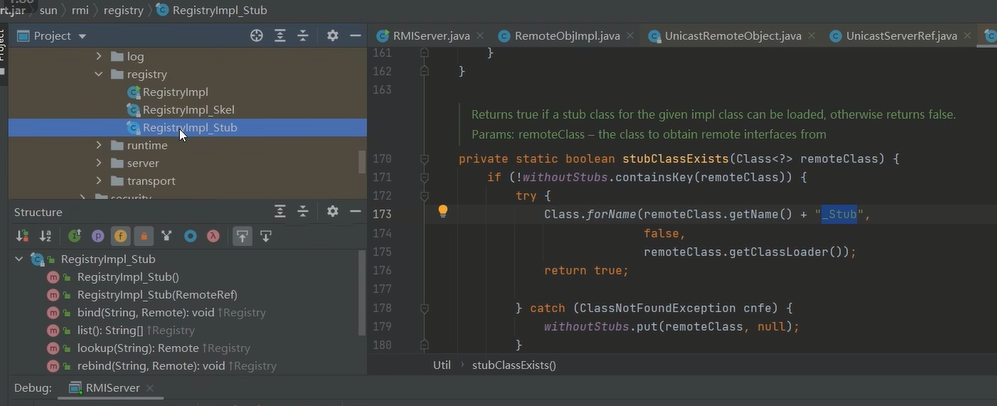 rt.jar sun rmi registry RegistryImpl_Stub
Project
RMIServer.java RemoteObjImpl.java UnicastRemoteObject.java UnicastServerRef.java
Project
log
registry
RegistryImpl
RegistryImpl_Skel
RegistryImpl_Stub
runtime
server
transport
security
Structure
RegistryImpl_Stub
RegistryImpl_Stub()
RegistryImpl_Stub(RemoteRef)
bind(String, Remote): void ↑Registry
list(): String[] ↑Registry
lookup(String): Remote ↑Registry
rebind(String, Remote): void ↑Registry
161 }
162 }
163
Returns true if a stub class for the given impl class can be loaded, otherwise returns false.
Params: remoteClass – the class to obtain remote interfaces from
170 private static boolean stubClassExists(Class<?> remoteClass) {
171 if (!withoutStubs.containsKey(remoteClass)) {
172 try {
173 Class.forName(remoteClass.getName() + "_Stub",
174 false,
175 remoteClass.getClassLoader());
176 return true;
177
178 } catch (ClassNotFoundException cnfe) {
179 withoutStubs.put(remoteClass, null);
180 }
Util stubClassExists()
Debug: RMIServer